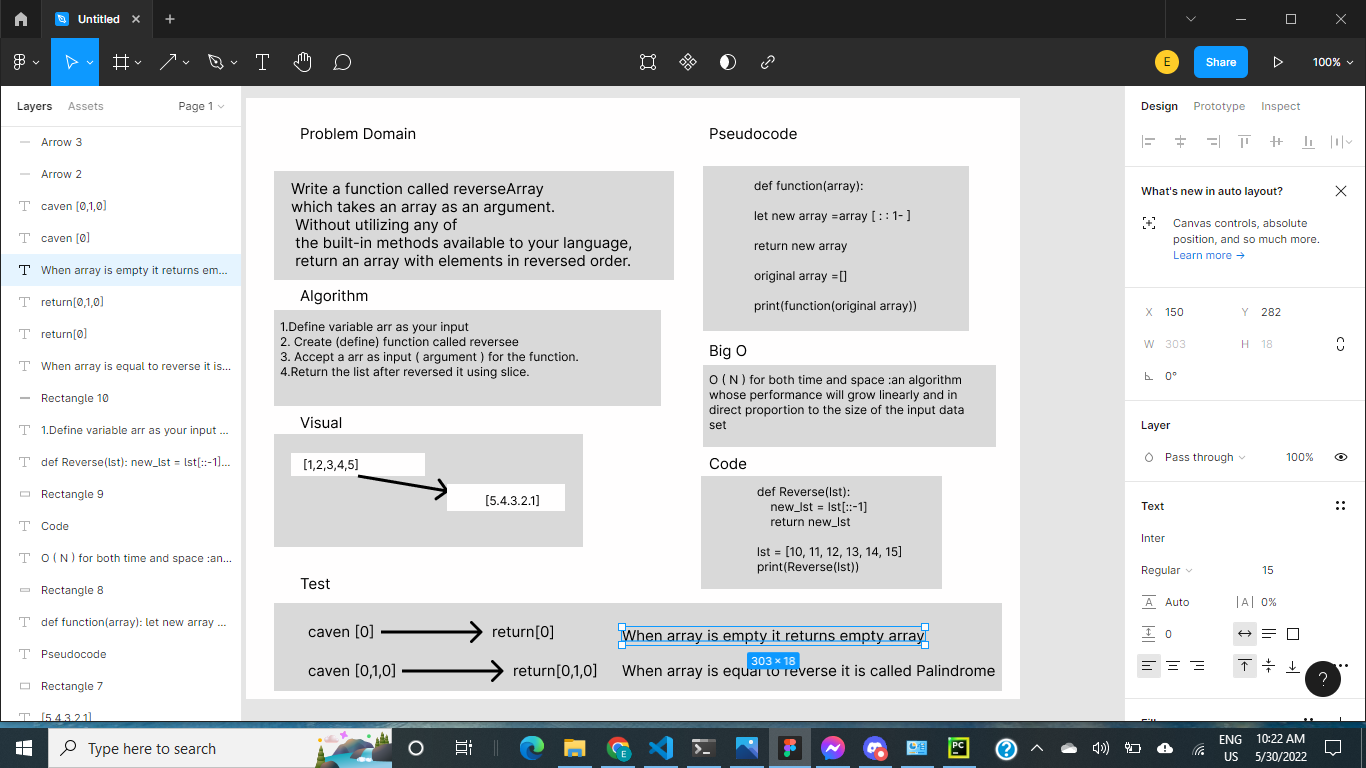 Untitled
E
Share
100%
Layers
Assets
Page 1
Arrow 3
Arrow 2
caven [0,1,0]
caven [0]
When array is empty it returns em...
return[0,1,0]
return[0]
When array is equal to reverse it is...
Rectangle 10
1.Define variable arr as your input ...
def Reverse(lst): new_lst = lst[::-1]...
Rectangle 9
Code
O ( N ) for both time and space :an...
Rectangle 8
def function(array): let new array ...
Pseudocode
Rectangle 7
[5.4.3.2.1]
Problem Domain
Write a function called reverseArray
which takes an array as an argument.
Without utilizing any of
the built-in methods available to your language,
return an array with elements in reversed order.
Algorithm
1.Define variable arr as your input
2. Create (define) function called reversee
3. Accept a arr as input ( argument ) for the function.
4.Return the list after reversed it using slice.
Visual
[1,2,3,4,5]
[5.4.3.2.1]
Test
caven [0]
return[0]
When array is empty it returns empty array
303 × 18
caven [0,1,0]
return[0,1,0]
When array is equal to reverse it is called Palindrome
Pseudocode
def function(array):
let new array =array [ : : 1- ]
return new array
original array =[]
print(function(original array))
Big O
O ( N ) for both time and space :an algorithm
whose performance will grow linearly and in
direct proportion to the size of the input data
set
Code
def Reverse(lst):
new_lst = lst[::-1]
return new_lst
lst = [10, 11, 12, 13, 14, 15]
print(Reverse(lst))
Design
Prototype
Inspect
What's new in auto layout?
Canvas controls, absolute
position, and so much more.
Learn more →
X 150
Y 282
W 303
H 18
0°
Layer
Pass through
100%
Text
Inter
Regular
15
A Auto
|A| 0%
0
?
Fill
Type here to search
E
PC
?
ENG
US
10:22 AM
5/30/2022